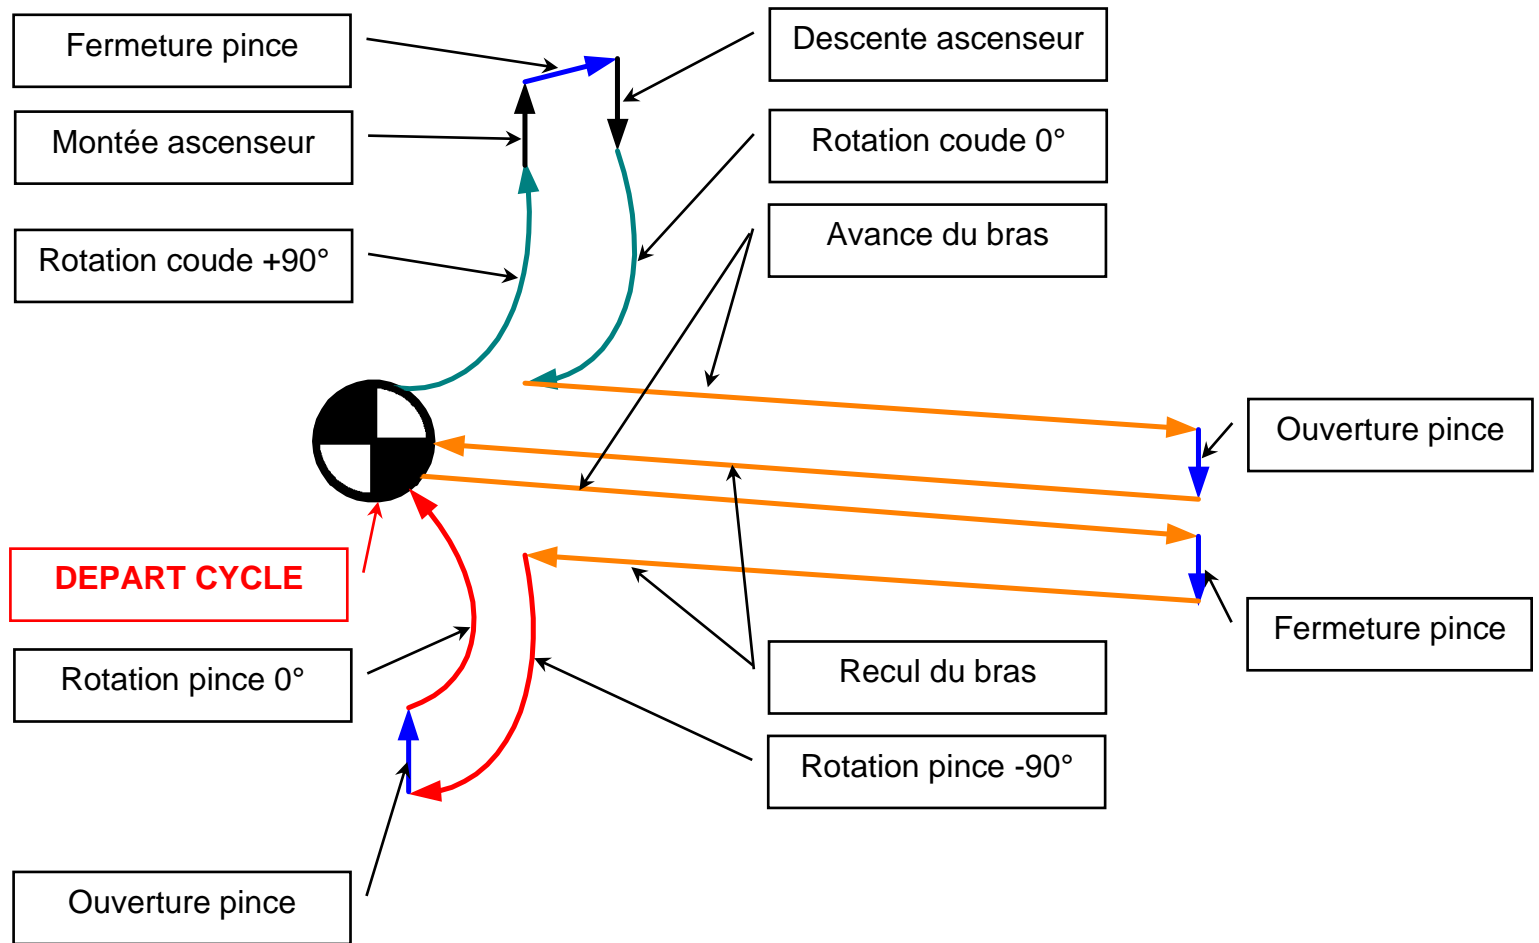 Fermeture pince
Descente ascenseur
Montée ascenseur
Rotation coude 0°
Rotation coude +90°
Avance du bras
Ouverture pince
DEPART CYCLE
Fermeture pince
Rotation pince 0°
Recul du bras
Rotation pince -90°
Ouverture pince